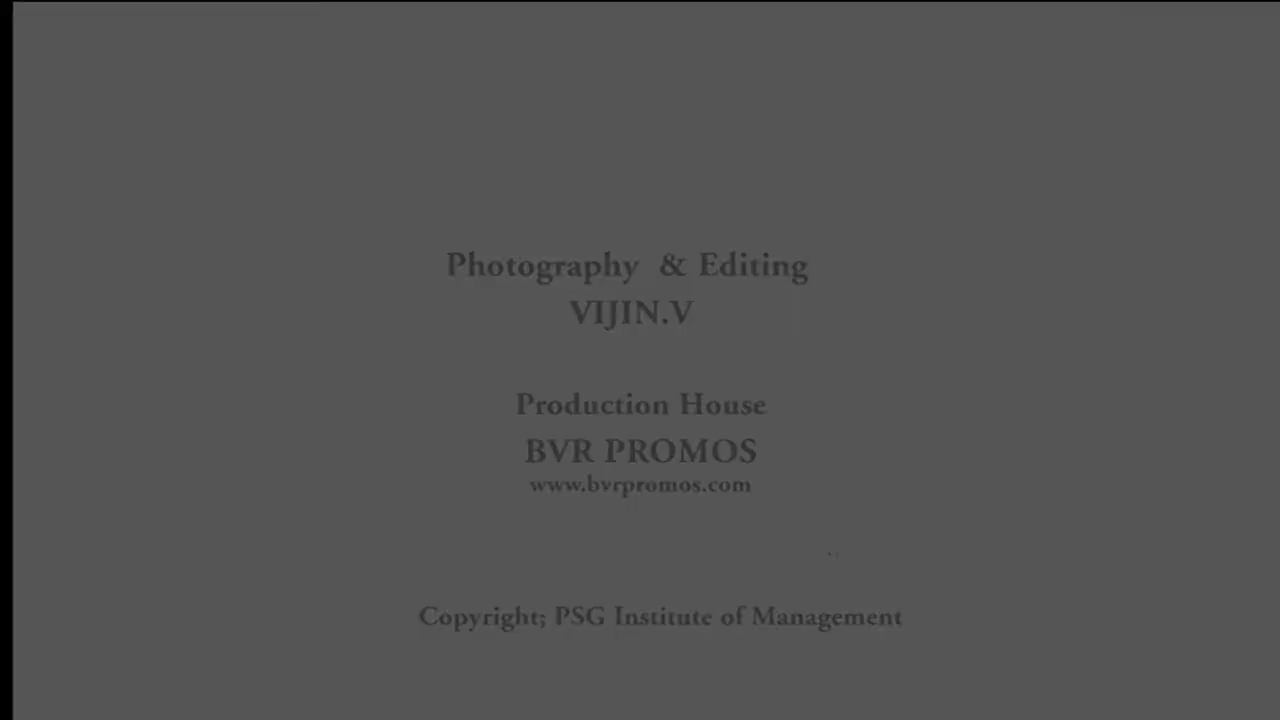 Photography & Editing
VIJIN.V
Production House
BVR PROMOS
www.bvrpromos.com
Copyright; PSG Institute of Management